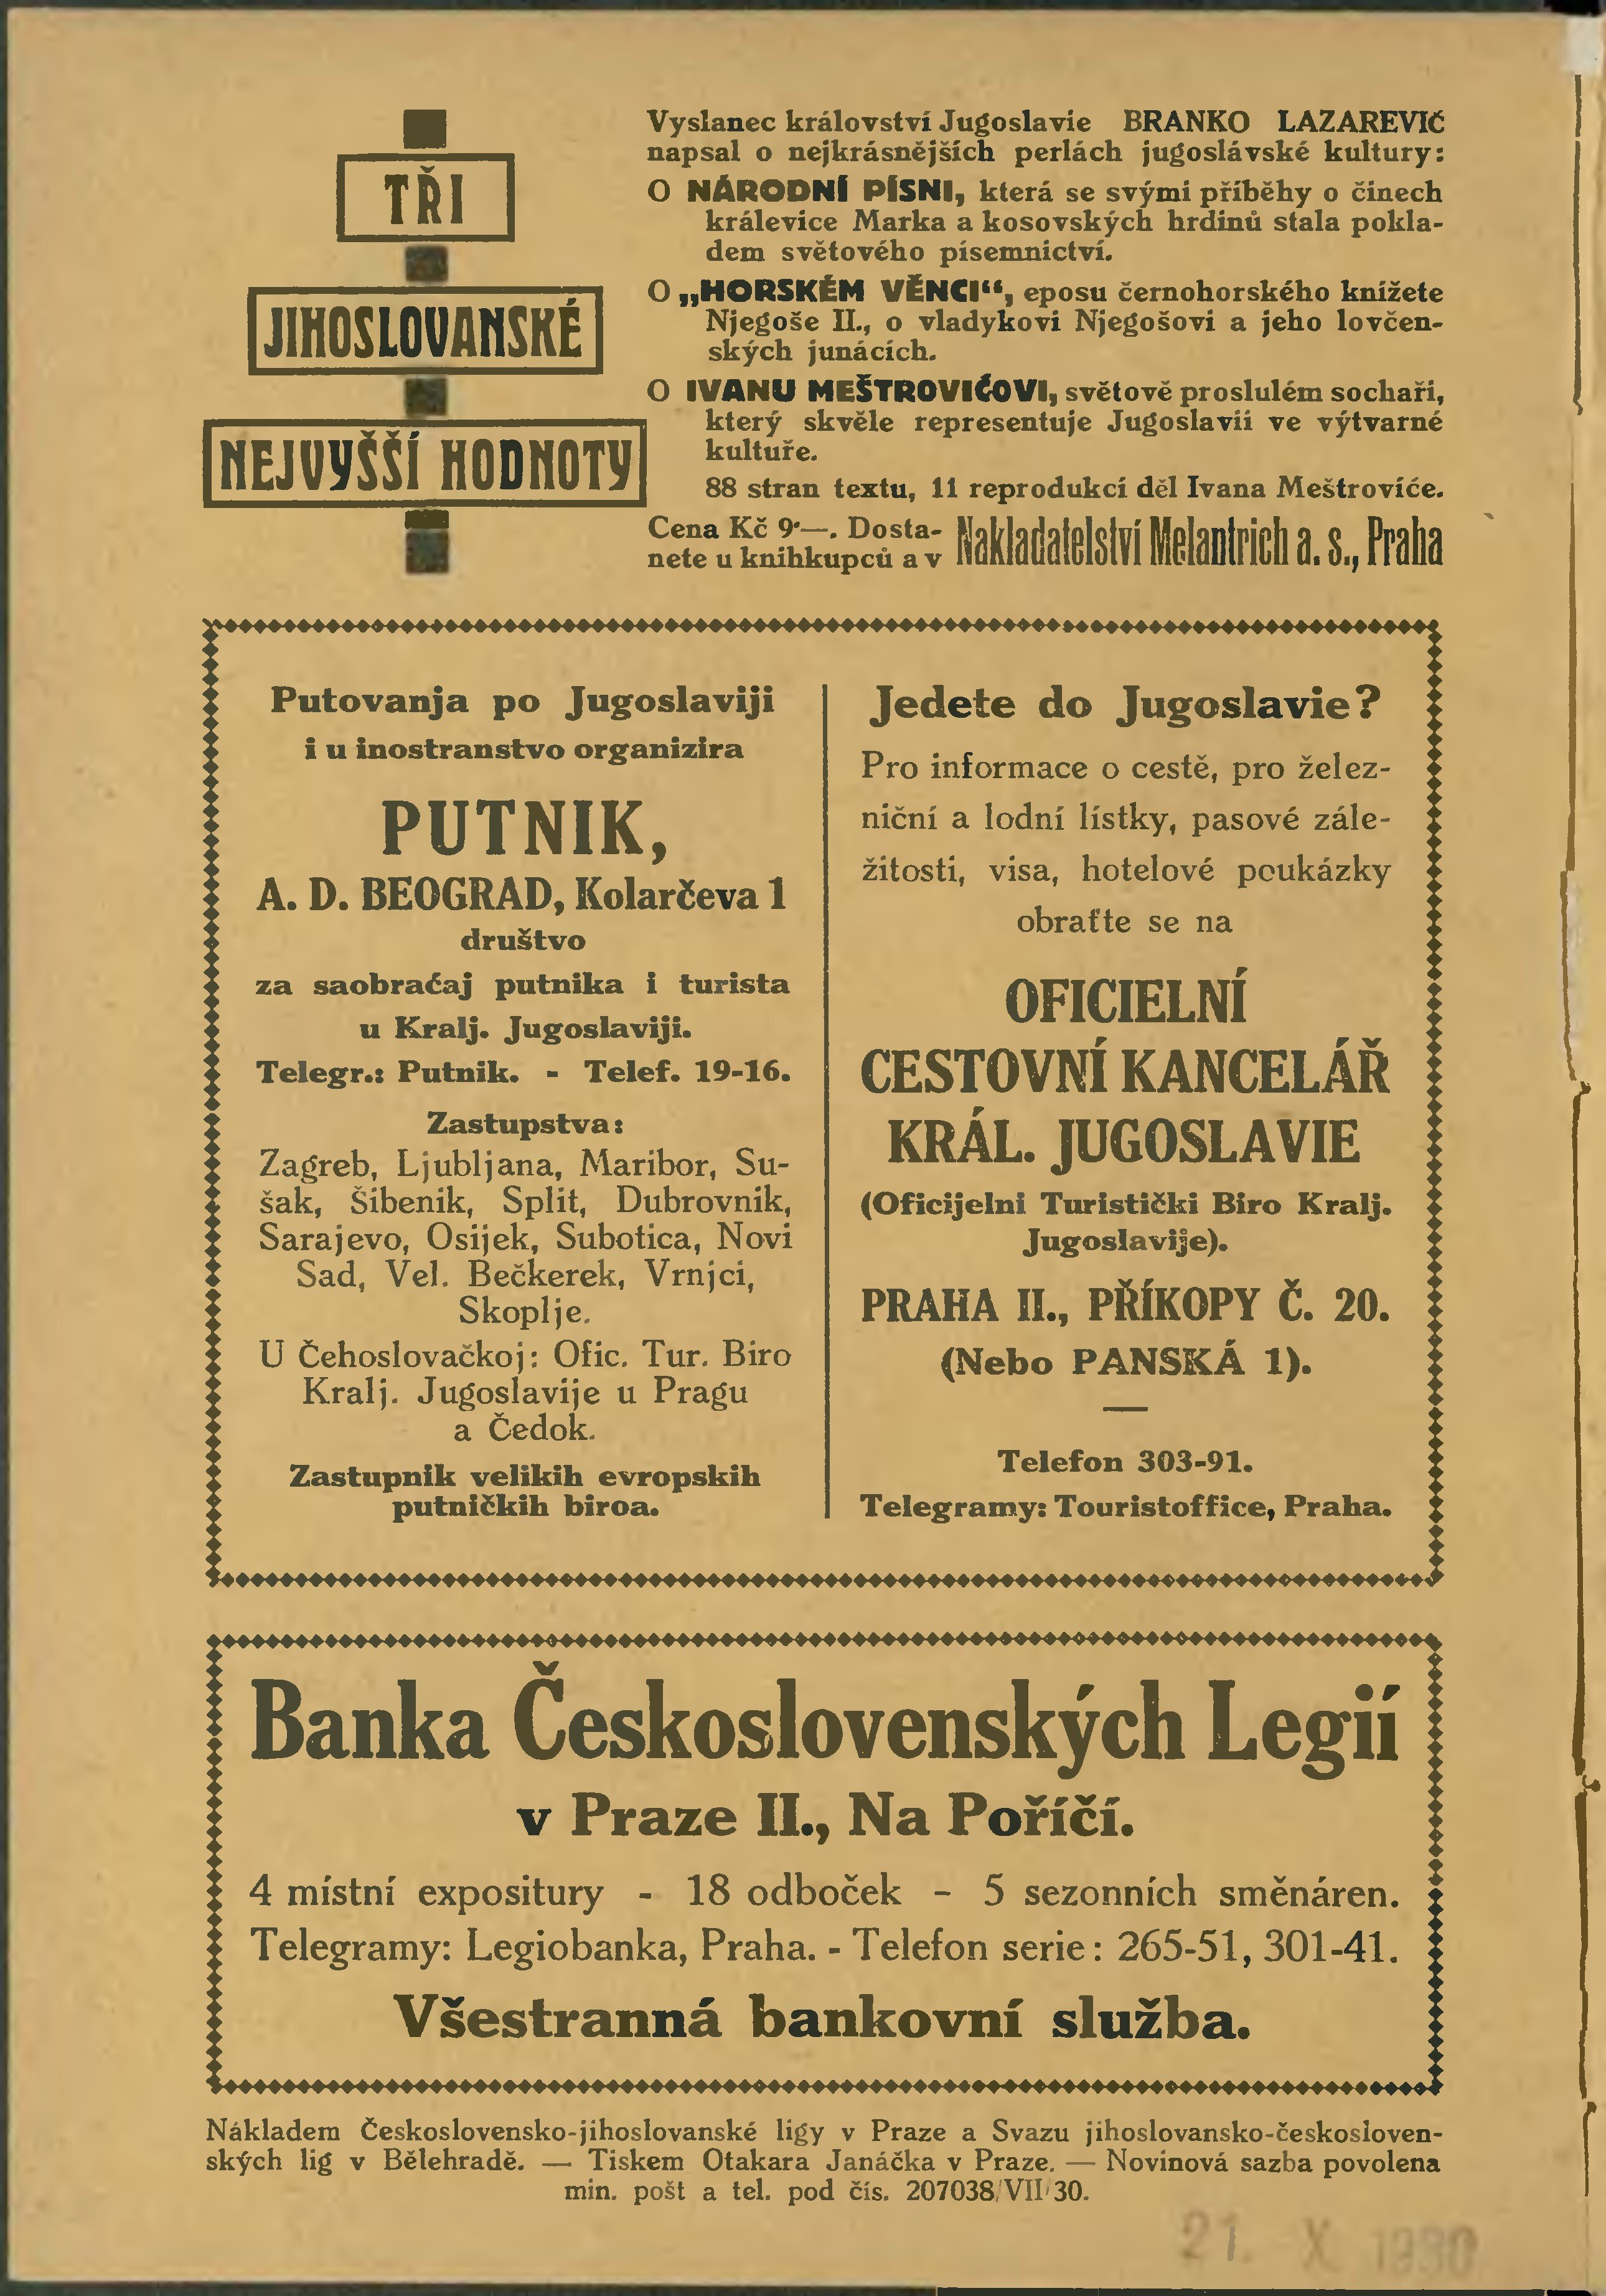 TŘI
JIHOSLOVANSKÉ
NEJVYŠŠÍ HODNOTY
Vyslanec království Jugoslavie BRANKO LAZAREVIĆ
napsal o nejkrásnějších perlách jugoslávské kultury:
O NÁRODNÍ PÍSNI, která se svými příběhy o činech
králevice Marka a kosovských hrdinů stala pokla-
dem světového písemnictví.
O „HORSKÉM VĚNCI“, eposu černohorského knížete
Njegoše II., o vladykovi Njegošovi a jeho lovčen-
ských junácích.
O IVANU MEŠTROVIĆOVI, světově proslulém sochaři,
který skvěle representuje Jugoslavii ve výtvarné
kultuře.
88 stran textu, 11 reprodukcí děl Ivana Meštroviće.
Cena Kč 9·—. Dosta-
nete u knihkupců a v
Nakladatelství Melantrich a. s., Praha
Putovanja po Jugoslaviji
i u inostranstvo organizira
PUTNIK,
A. D. BEOGRAD, Kolarčeva 1
društvo
za saobraćaj putnika i turista
u Kralj. Jugoslaviji.
Telegr.: Putnik. - Telef. 19-16.
Zastupstva:
Zagreb, Ljubljana, Maribor, Su-
šak, Šibenik, Split, Dubrovnik,
Sarajevo, Osijek, Subotica, Novi
Sad, Vel. Bečkerek, Vrnjci,
Skoplje.
U Čehoslovačkoj: Ofic. Tur. Biro
Kralj. Jugoslavije u Pragu
a Čedok.
Zastupnik velikih evropskih
putničkih biroa.
Jedete do Jugoslavie?
Pro informace o cestě, pro želez-
niční a lodní lístky, pasové zále-
žitosti, visa, hotelové poukázky
obraťte se na
OFICIELNÍ
CESTOVNÍ KANCELÁŘ
KRÁL. JUGOSLAVIE
(Oficijelni Turistički Biro Kralj.
Jugoslavije).
PRAHA II., PŘÍKOPY Č. 20.
(Nebo PANSKÁ 1).
Telefon 303-91.
Telegramy: Touristoffice, Praha.
Banka Československých Legií
v Praze II., Na Poříčí.
4 místní expositury - 18 odboček - 5 sezonních směnáren.
Telegramy: Legiobanka, Praha. - Telefon serie: 265-51, 301-41.
Všestranná bankovní služba.
Nákladem Československo-jihoslovanské ligy v Praze a Svazu jihoslovansko-českosloven-
ských lig v Bělehradě. — Tiskem Otakara Janáčka v Praze. — Novinová sazba povolena
min. pošt a tel. pod čís. 207038/VII/30.
21. X 1930